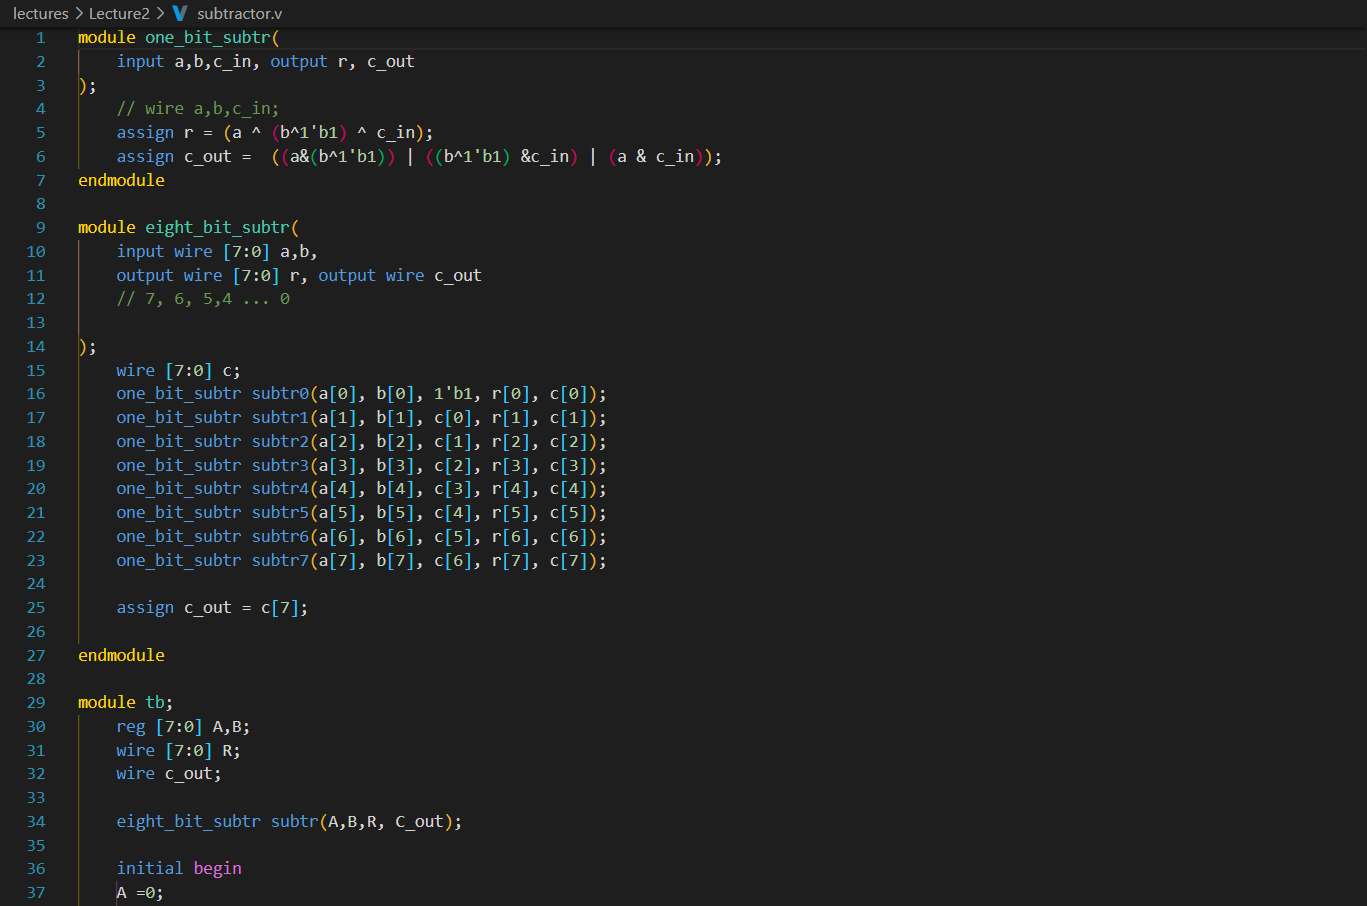 lectures > Lecture2 > subtractor.v
1 module one_bit_subtr(
2     input a,b,c_in, output r, c_out
3 );
4     // wire a,b,c_in;
5     assign r = (a ^ (b^1'b1) ^ c_in);
6     assign c_out =  ((a&(b^1'b1)) | ((b^1'b1) &c_in) | (a & c_in));
7 endmodule
8
9 module eight_bit_subtr(
10     input wire [7:0] a,b,
11     output wire [7:0] r, output wire c_out
12     // 7, 6, 5,4 ... 0
13
14 );
15     wire [7:0] c;
16     one_bit_subtr subtr0(a[0], b[0], 1'b1, r[0], c[0]);
17     one_bit_subtr subtr1(a[1], b[1], c[0], r[1], c[1]);
18     one_bit_subtr subtr2(a[2], b[2], c[1], r[2], c[2]);
19     one_bit_subtr subtr3(a[3], b[3], c[2], r[3], c[3]);
20     one_bit_subtr subtr4(a[4], b[4], c[3], r[4], c[4]);
21     one_bit_subtr subtr5(a[5], b[5], c[4], r[5], c[5]);
22     one_bit_subtr subtr6(a[6], b[6], c[5], r[6], c[6]);
23     one_bit_subtr subtr7(a[7], b[7], c[6], r[7], c[7]);
24
25     assign c_out = c[7];
26
27 endmodule
28
29 module tb;
30     reg [7:0] A,B;
31     wire [7:0] R;
32     wire c_out;
33
34     eight_bit_subtr subtr(A,B,R, C_out);
35
36     initial begin
37     A =0;